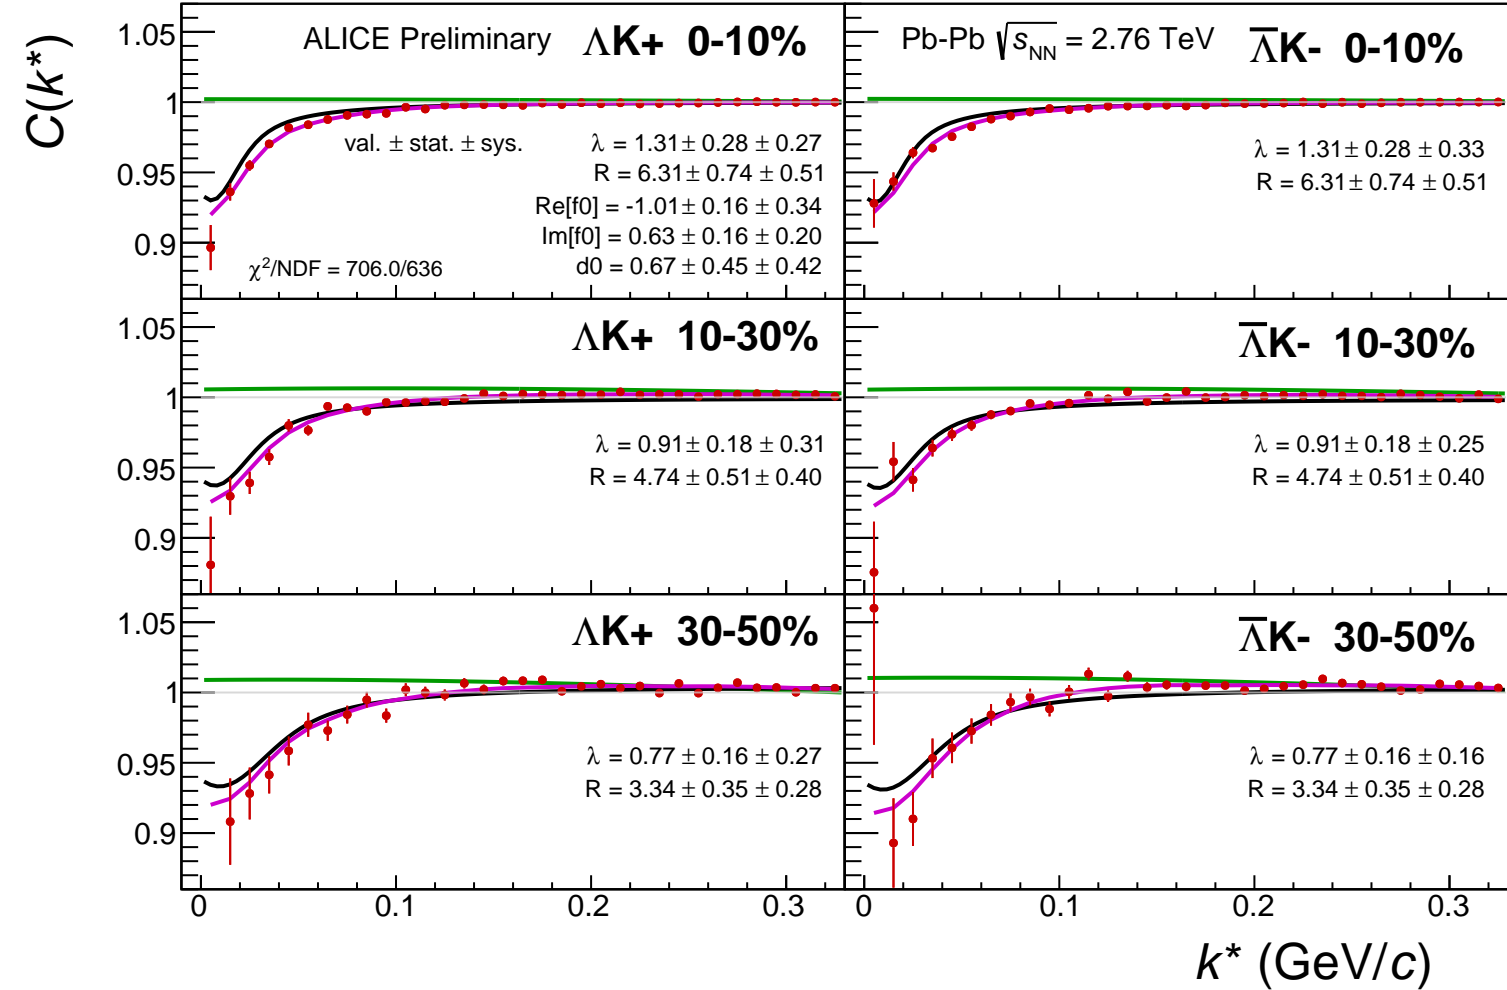 C(k*)
ALICE Preliminary ΛK+ 0-10%
val. ± stat. ± sys.
λ = 1.31 ± 0.28 ± 0.27
R = 6.31 ± 0.74 ± 0.51
Re[f0] = -1.01 ± 0.16 ± 0.34
Im[f0] = 0.63 ± 0.16 ± 0.20
d0 = 0.67 ± 0.45 ± 0.42
χ²/NDF = 706.0/636
1.05
1
0.95
0.9
Pb-Pb √s_NN = 2.76 TeV Λ̅K- 0-10%
λ = 1.31 ± 0.28 ± 0.33
R = 6.31 ± 0.74 ± 0.51
ΛK+ 10-30%
λ = 0.91 ± 0.18 ± 0.31
R = 4.74 ± 0.51 ± 0.40
1.05
1
0.95
0.9
Λ̅K- 10-30%
λ = 0.91 ± 0.18 ± 0.25
R = 4.74 ± 0.51 ± 0.40
ΛK+ 30-50%
λ = 0.77 ± 0.16 ± 0.27
R = 3.34 ± 0.35 ± 0.28
1.05
1
0.95
0.9
Λ̅K- 30-50%
λ = 0.77 ± 0.16 ± 0.16
R = 3.34 ± 0.35 ± 0.28
0 0.1 0.2 0.3
0 0.1 0.2 0.3
k* (GeV/c)